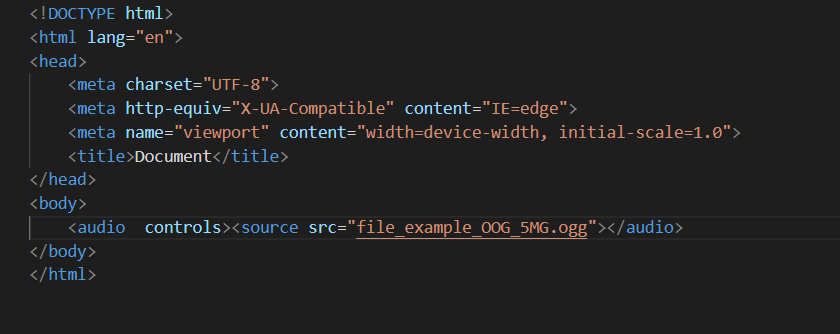 <!DOCTYPE html>
<html lang="en">
<head>
    <meta charset="UTF-8">
    <meta http-equiv="X-UA-Compatible" content="IE=edge">
    <meta name="viewport" content="width=device-width, initial-scale=1.0">
    <title>Document</title>
</head>
<body>
    <audio  controls><source src="file_example_OOG_5MG.ogg"></audio>
</body>
</html>